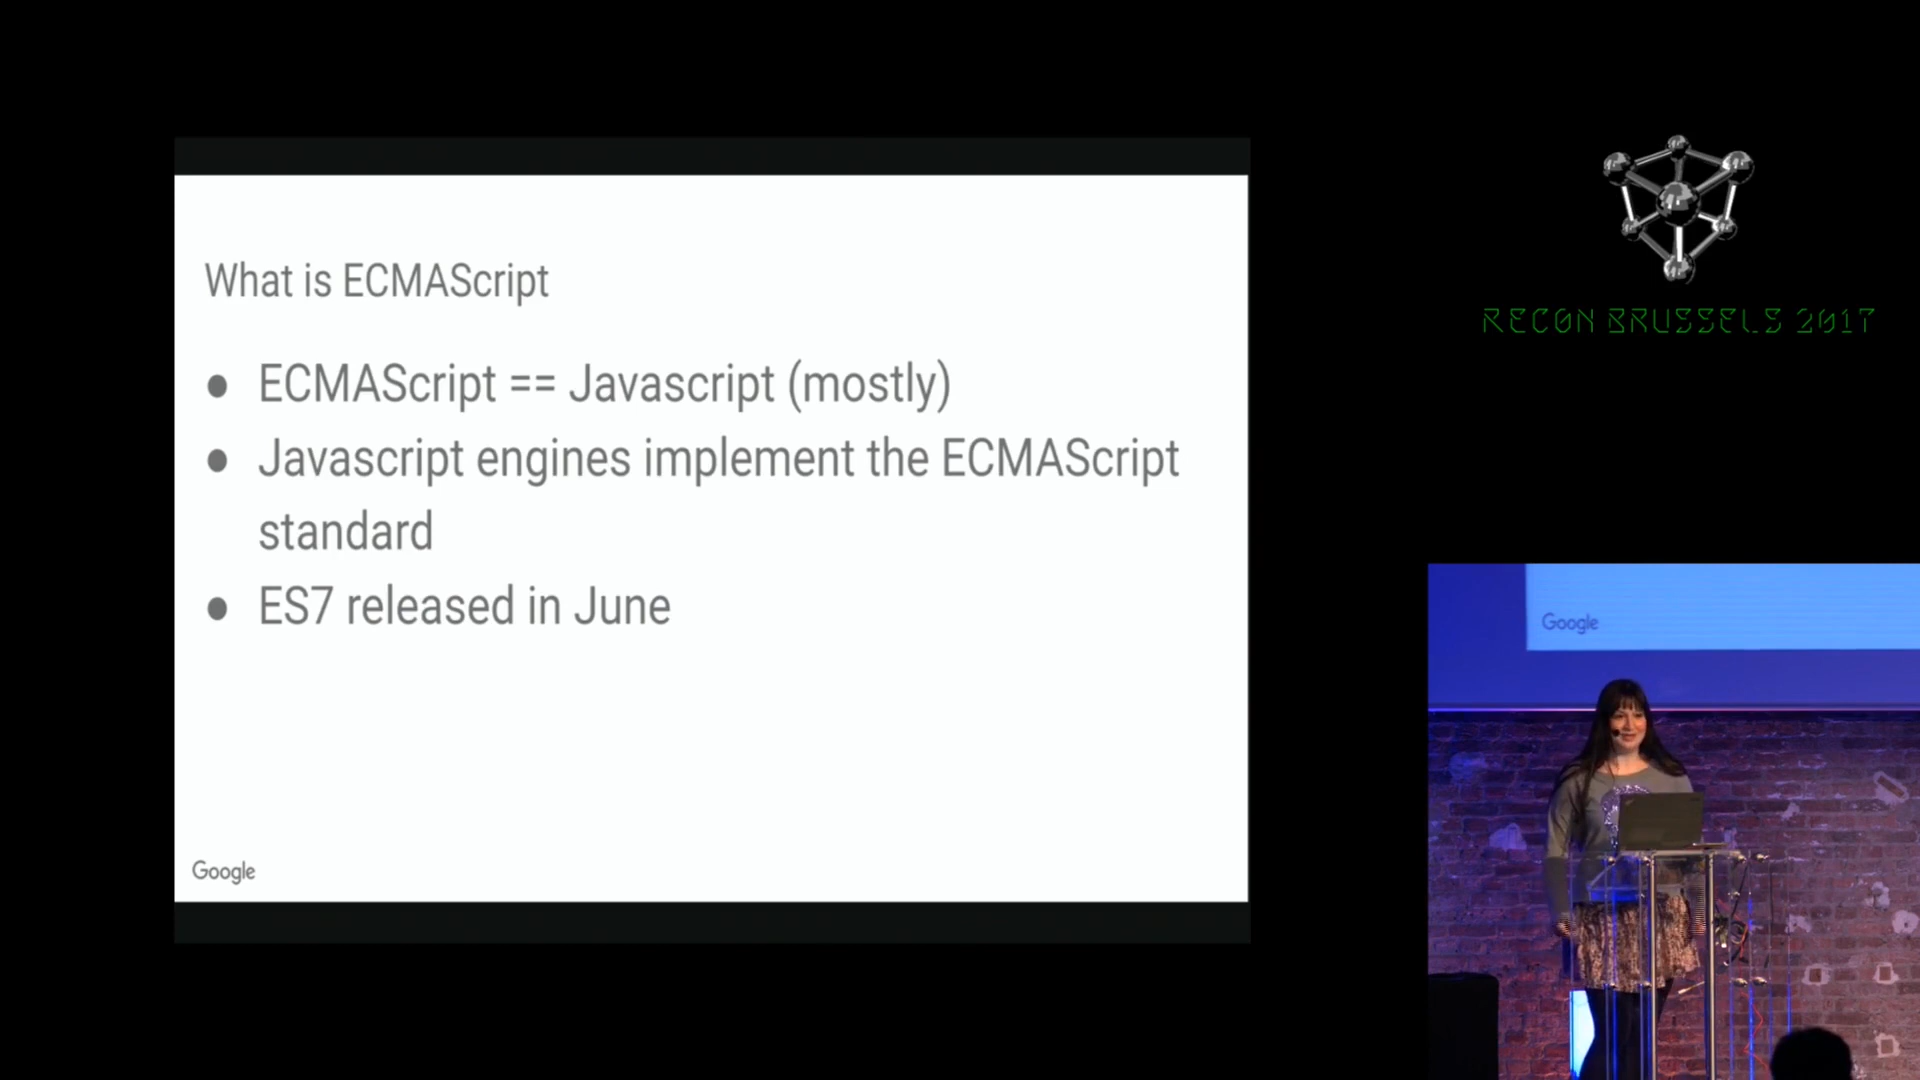 What is ECMAScript
● ECMAScript == Javascript (mostly)
● Javascript engines implement the ECMAScript
standard
● ES7 released in June
Google
RECON BRUSSELS 2017
Google